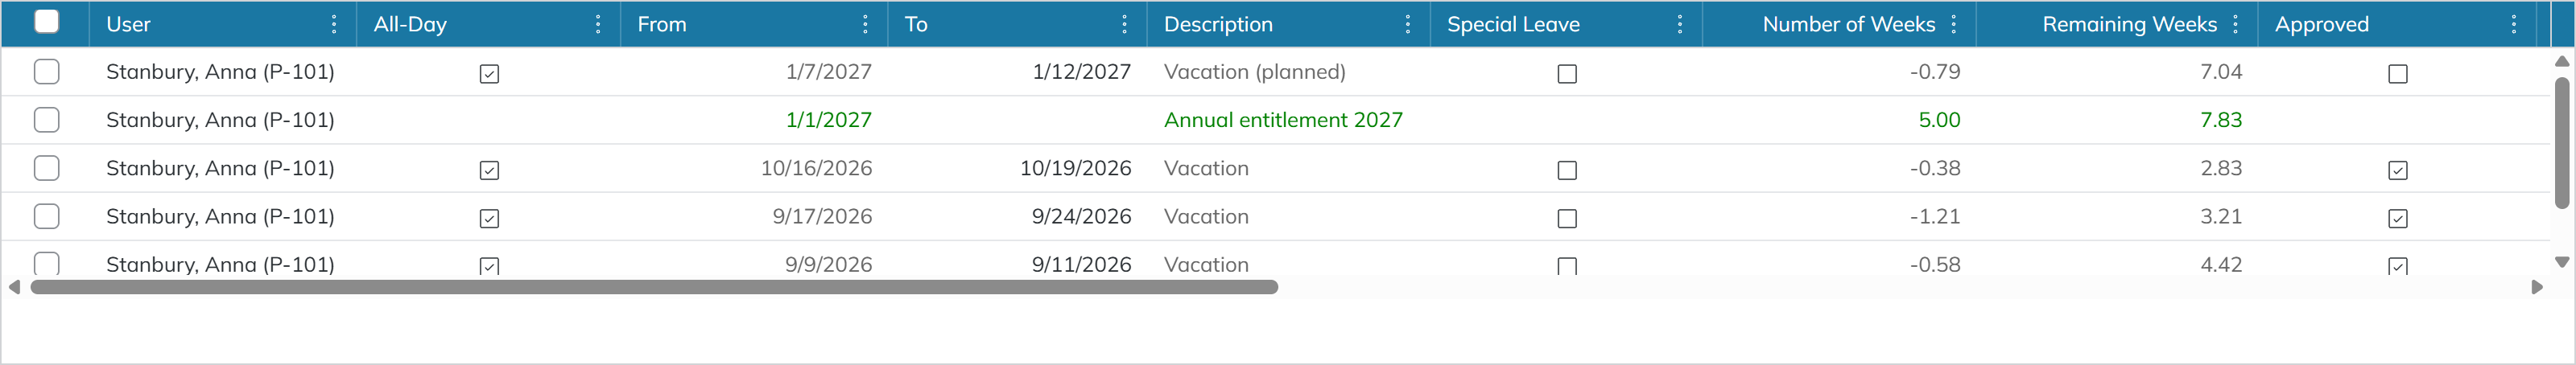 User All-Day From To Description Special Leave Number of Weeks Remaining Weeks Approved
Stanbury, Anna (P-101) 1/7/2027 1/12/2027 Vacation (planned) -0.79 7.04
Stanbury, Anna (P-101) 1/1/2027 Annual entitlement 2027 5.00 7.83
Stanbury, Anna (P-101) 10/16/2026 10/19/2026 Vacation -0.38 2.83
Stanbury, Anna (P-101) 9/17/2026 9/24/2026 Vacation -1.21 3.21
Stanbury, Anna (P-101) 9/9/2026 9/11/2026 Vacation -0.58 4.42